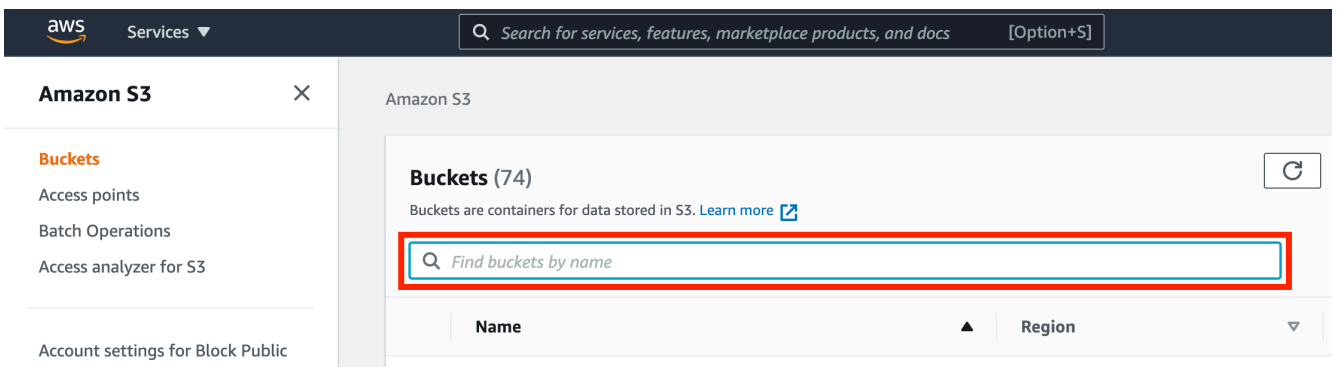 aws Services ▼ Search for services, features, marketplace products, and docs [Option+S]
Amazon S3
Buckets
Access points
Batch Operations
Access analyzer for S3
Account settings for Block Public
Amazon S3
Buckets (74)
Buckets are containers for data stored in S3. Learn more
Find buckets by name
Name ▲ Region ▽